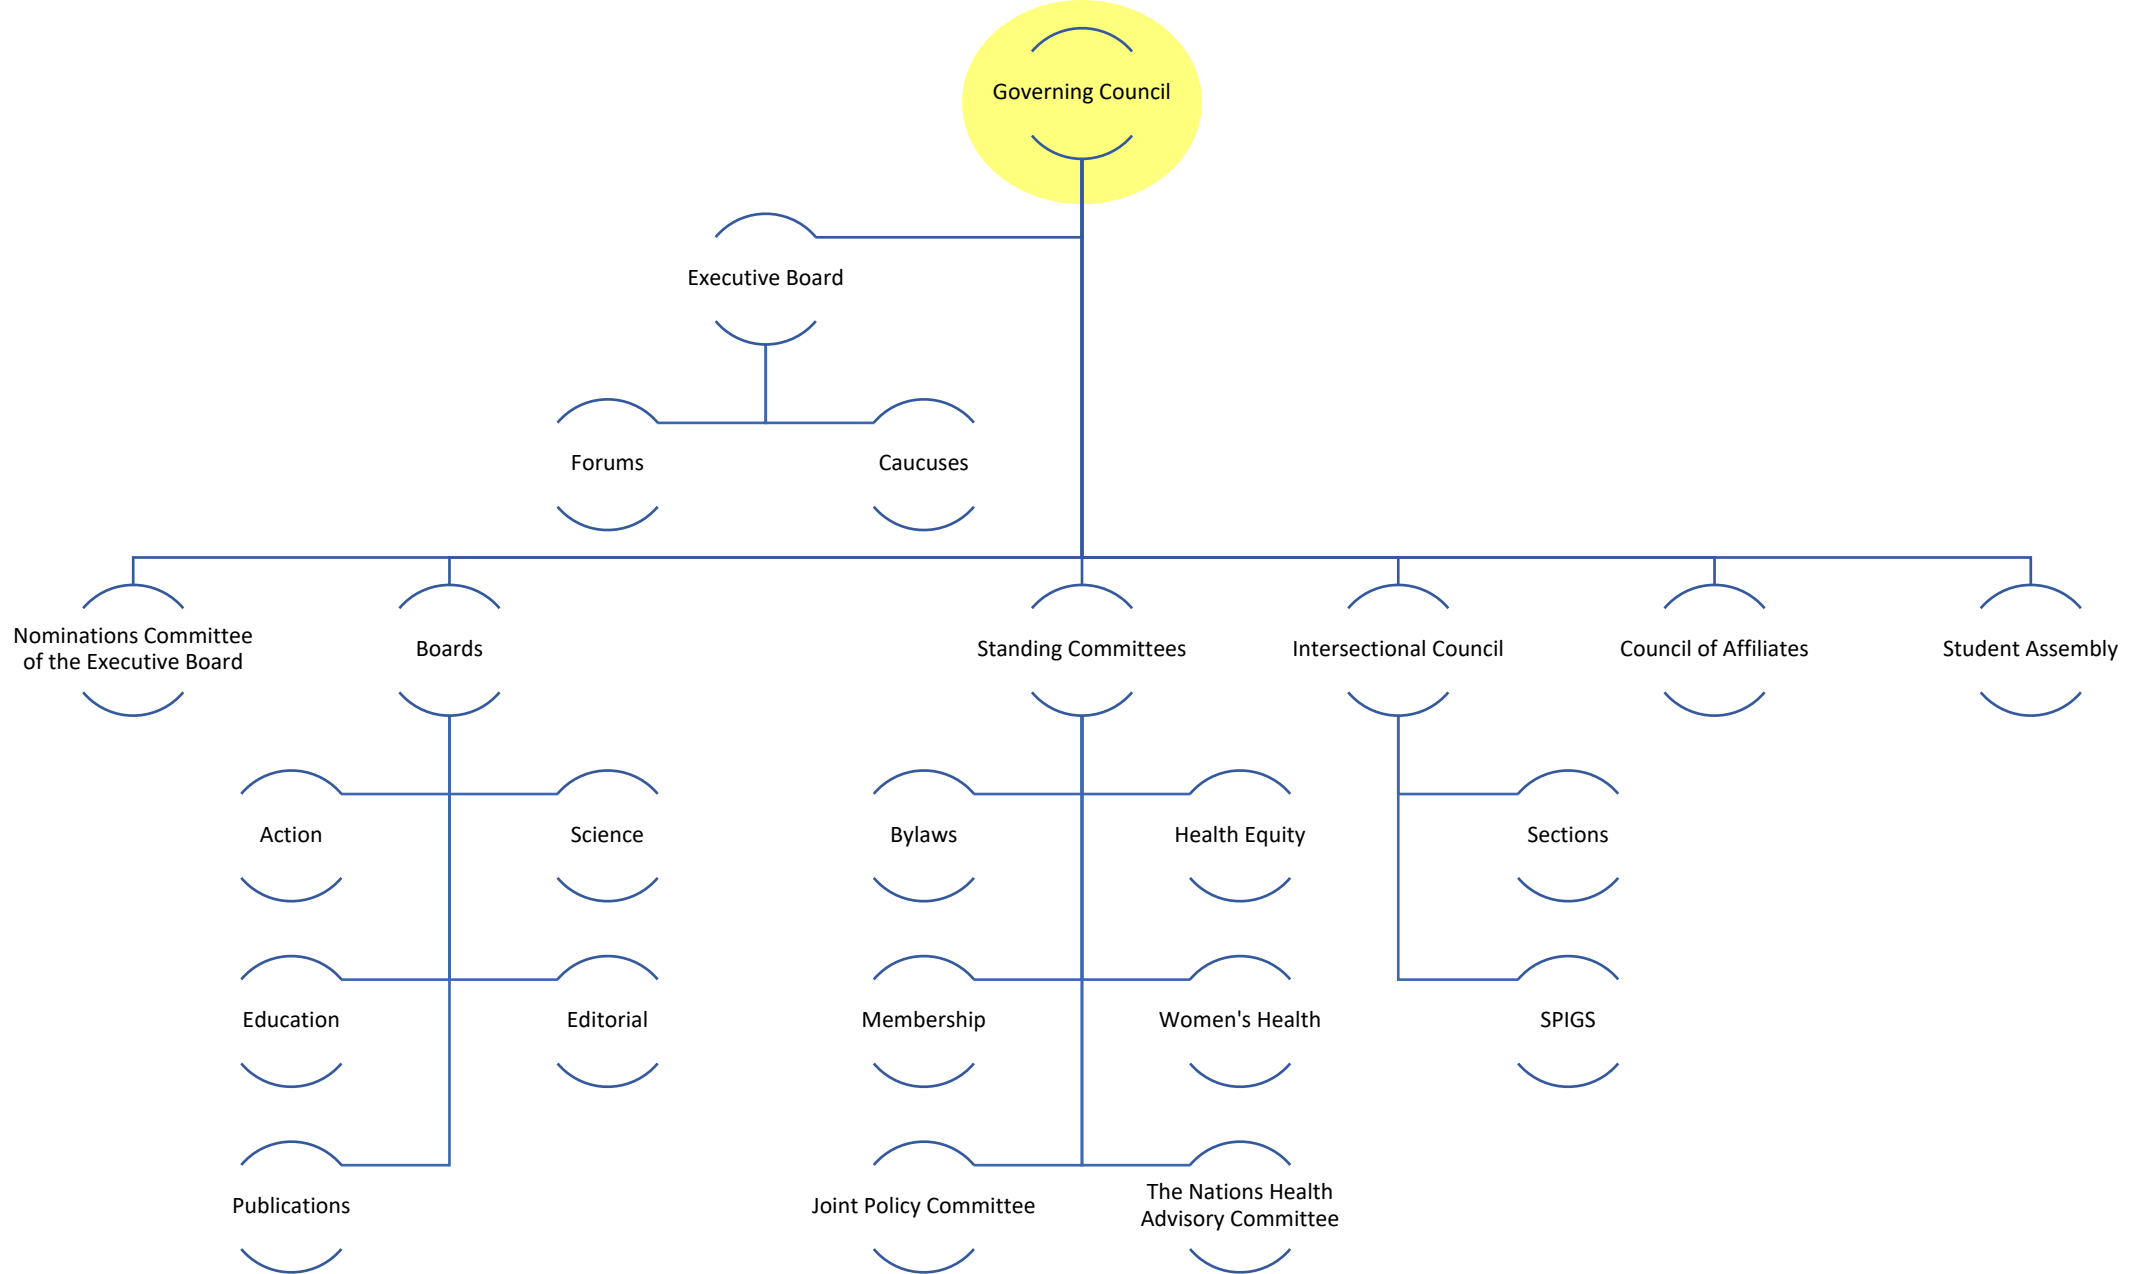 Governing Council
Executive Board
Forums
Caucuses
Nominations Committee
of the Executive Board
Boards
Standing Committees
Intersectional Council
Council of Affiliates
Student Assembly
Action
Science
Bylaws
Health Equity
Sections
Education
Editorial
Membership
Women's Health
SPIGS
Publications
Joint Policy Committee
The Nations Health
Advisory Committee